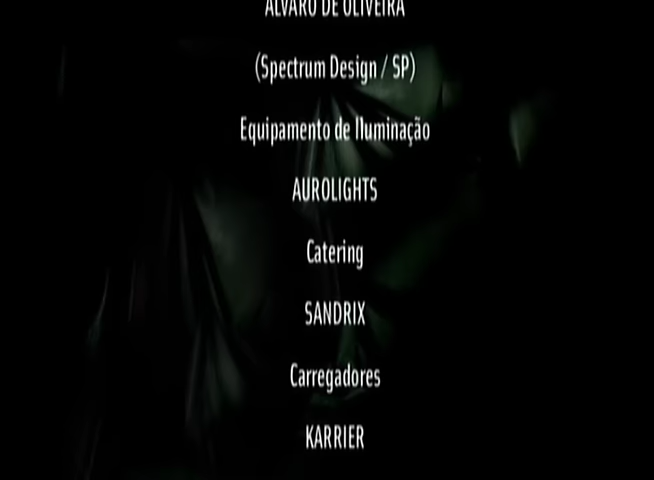 ALVARO DE OLIVEIRA
(Spectrum Design / SP)
Equipamento de Iluminação
AUROLIGHTS
Catering
SANDRIX
Carregadores
KARRIER